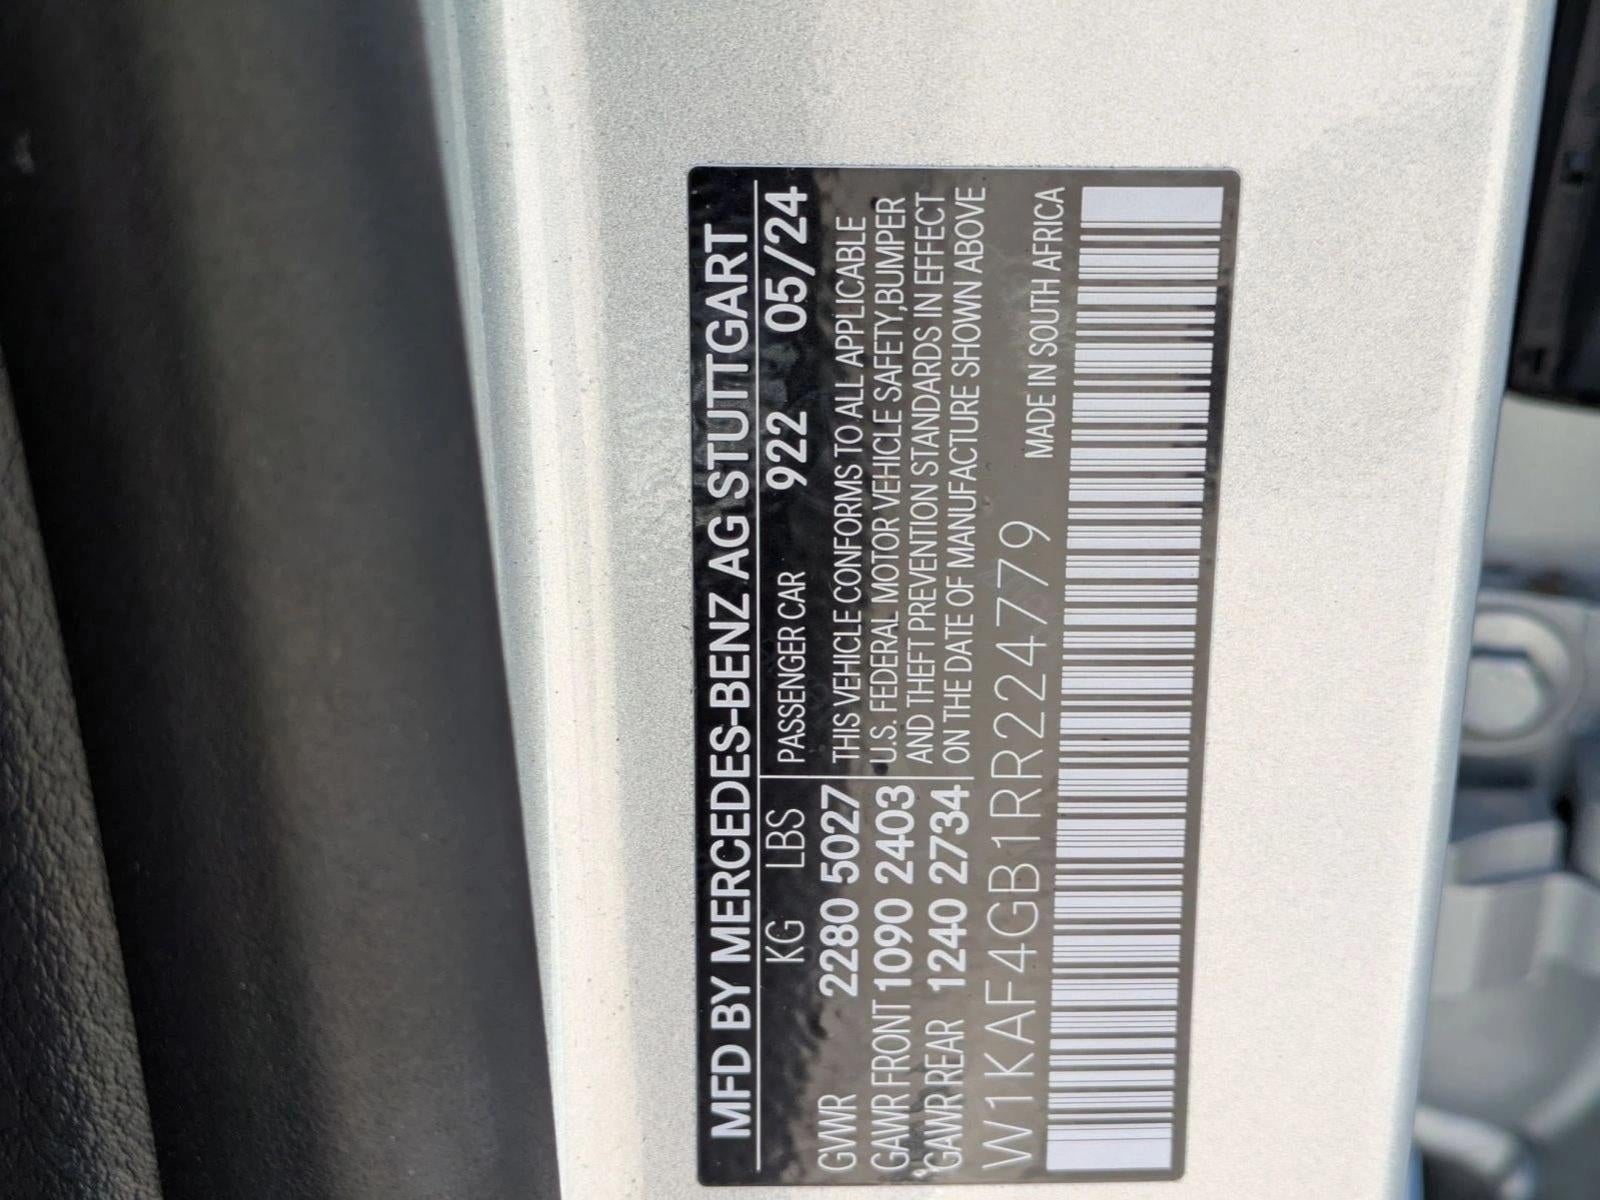 MFD BY MERCEDES-BENZ AG STUTTGART
KG LBS PASSENGER CAR 922 05/24
GVWR 2280 5027 THIS VEHICLE CONFORMS TO ALL APPLICABLE
GAWR FRONT 1090 2403 U.S. FEDERAL MOTOR VEHICLE SAFETY,BUMPER
AND THEFT PREVENTION STANDARDS IN EFFECT
GAWR REAR 1240 2734 ON THE DATE OF MANUFACTURE SHOWN ABOVE
W1KAF4GB1RR224779 MADE IN SOUTH AFRICA